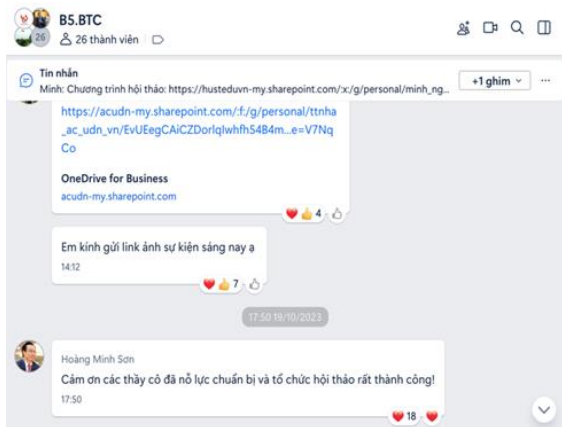 B5.BTC
26
26 thành viên
Tin nhắn
Minh: Chương trình hội thảo: https://husteduvn-my.sharepoint.com/:x:/g/personal/minh_ng...
+1 ghim
https://acudn-my.sharepoint.com/:f:/g/personal/ttnha
_ac_udn_vn/EvUEegCAiCZDorlqlwhfh54B4m...e=V7Nq
Co
OneDrive for Business
acudn-my.sharepoint.com
4
Em kính gửi link ảnh sự kiện sáng nay ạ
14:12
7
17:50 19/10/2023
Hoàng Minh Sơn
Cảm ơn các thầy cô đã nỗ lực chuẩn bị và tổ chức hội thảo rất thành công!
17:50
18